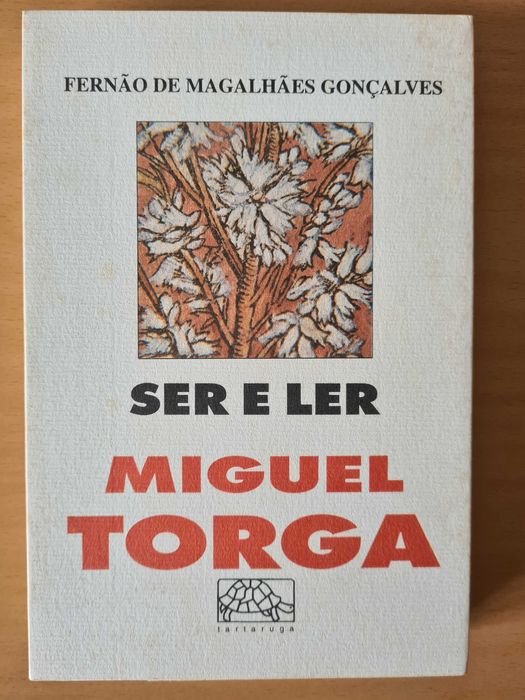 FERNÃO DE MAGALHÃES GONÇALVES
SER E LER
MIGUEL
TORGA
tartaruga